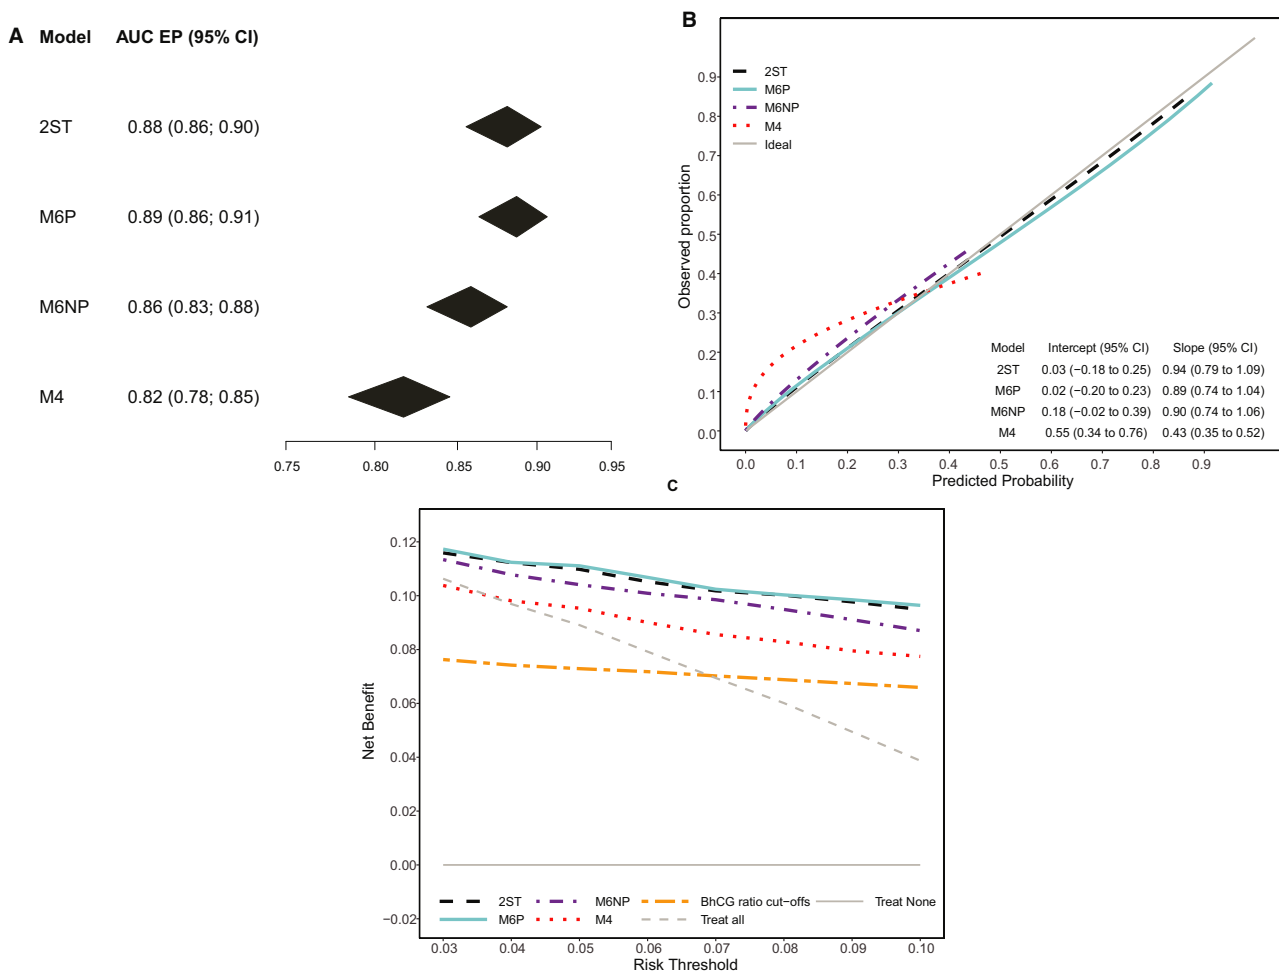 A Model AUC EP (95% CI)
2ST 0.88 (0.86; 0.90)
M6P 0.89 (0.86; 0.91)
M6NP 0.86 (0.83; 0.88)
M4 0.82 (0.78; 0.85)
0.75 0.80 0.85 0.90 0.95
B
2ST
M6P
M6NP
M4
Ideal
Observed proportion
0.9
0.8
0.7
0.6
0.5
0.4
0.3
0.2
0.1
0.0
Model Intercept (95% CI) Slope (95% CI)
2ST 0.03 (−0.18 to 0.25) 0.94 (0.79 to 1.09)
M6P 0.02 (−0.20 to 0.23) 0.89 (0.74 to 1.04)
M6NP 0.18 (−0.02 to 0.39) 0.90 (0.74 to 1.06)
M4 0.55 (0.34 to 0.76) 0.43 (0.35 to 0.52)
0.0 0.1 0.2 0.3 0.4 0.5 0.6 0.7 0.8 0.9
Predicted Probability
C
Net Benefit
0.12
0.10
0.08
0.06
0.04
0.02
0.00
−0.02
2ST M6NP BhCG ratio cut−offs Treat None
M6P M4 Treat all
0.03 0.04 0.05 0.06 0.07 0.08 0.09 0.10
Risk Threshold